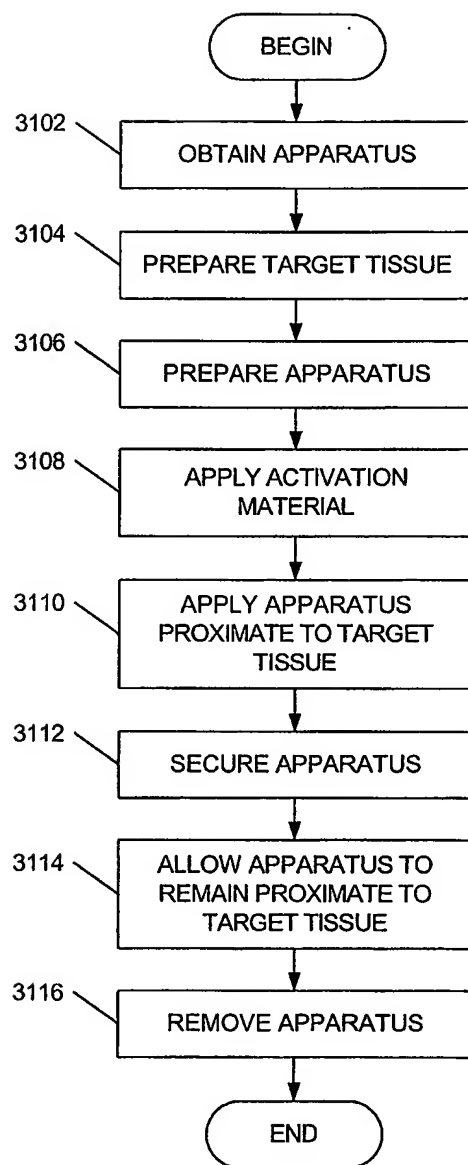 BEGIN
3102
OBTAIN APPARATUS
3104
PREPARE TARGET TISSUE
3106
PREPARE APPARATUS
3108
APPLY ACTIVATION
MATERIAL
3110
APPLY APPARATUS
PROXIMATE TO TARGET
TISSUE
3112
SECURE APPARATUS
3114
ALLOW APPARATUS TO
REMAIN PROXIMATE TO
TARGET TISSUE
3116
REMOVE APPARATUS
END